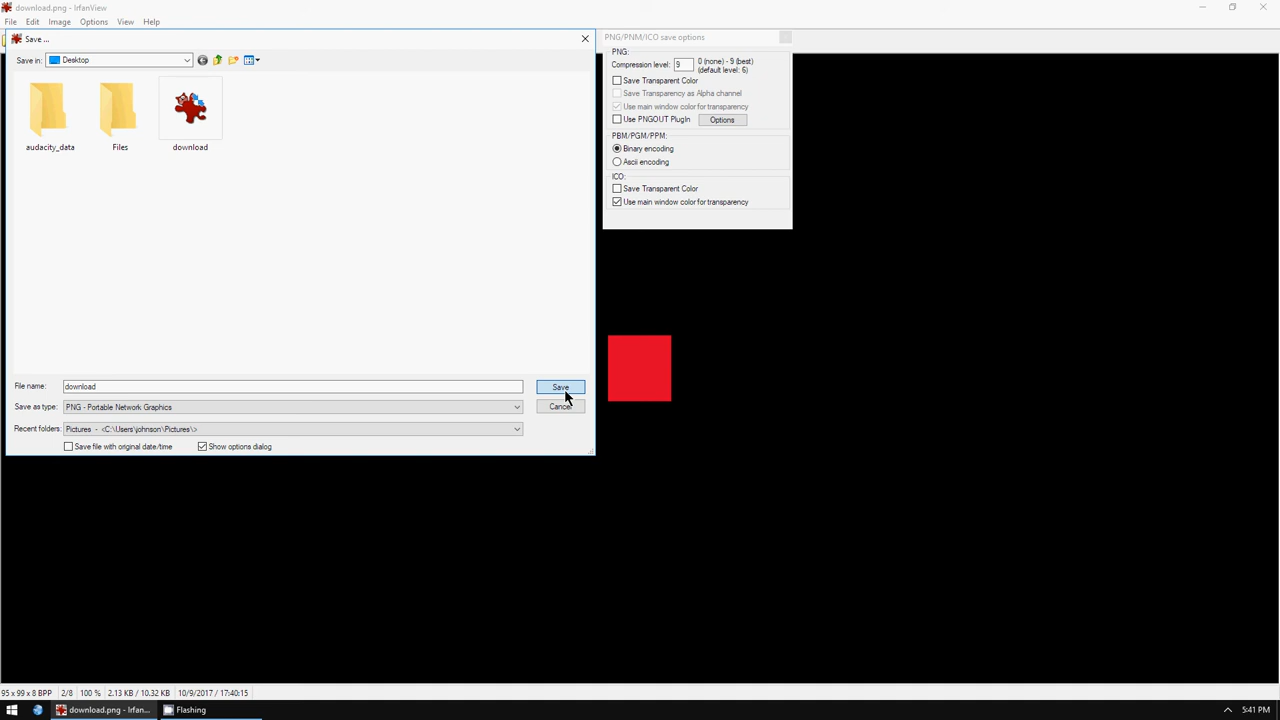 download.png - IrfanView
File Edit Image Options View Help
Save ...
Save in: Desktop
audacity_data
Files
download
File name: download
Save
Save as type: PNG - Portable Network Graphics
Cancel
Recent folders: Pictures - <C:\Users\johnson\Pictures\>
Save file with original date/time
Show options dialog
PNG/PNM/ICO save options
PNG:
Compression level: 9 0 (none) - 9 (best)
(default level: 6)
Save Transparent Color
Save Transparency as Alpha channel
Use main window color for transparency
Use PNGOUT PlugIn Options
PBM/PGM/PPM:
Binary encoding
Ascii encoding
ICO:
Save Transparent Color
Use main window color for transparency
95 x 99 x 8 BPP 2/8 100 % 2.13 KB / 10.32 KB 10/9/2017 / 17:40:15
download.png - Irfan... Flashing 5:41 PM